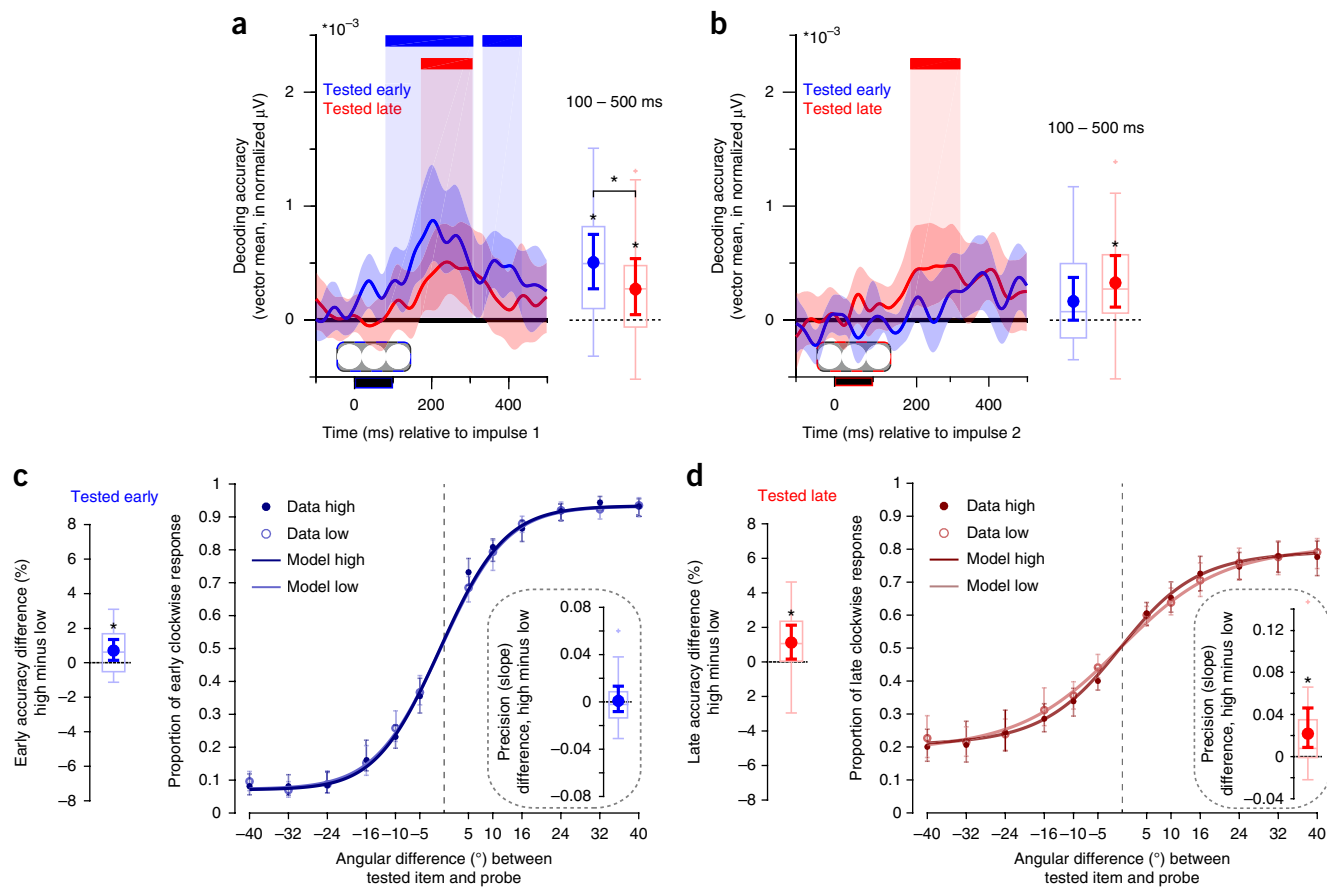 a
*10⁻³
Tested early
Tested late
100 – 500 ms
*
*
*
2
1
0
Decoding accuracy
(vector mean, in normalized µV)
0
200
400
Time (ms) relative to impulse 1
b
*10⁻³
Tested early
Tested late
100 – 500 ms
*
2
1
0
Decoding accuracy
(vector mean, in normalized µV)
0
200
400
Time (ms) relative to impulse 2
c
Tested early
8
6
4
2
0
−2
−4
−6
−8
*
Early accuracy difference (%)
high minus low
1
0.9
0.8
0.7
0.6
0.5
0.4
0.3
0.2
0.1
0
Proportion of early clockwise response
Data high
Data low
Model high
Model low
0.08
0.04
0
−0.04
−0.08
Precision (slope)
difference, high minus low
−40
−32
−24
−16
−10
−5
5
10
16
24
32
40
Angular difference (°) between
tested item and probe
d
Tested late
8
6
4
2
0
−2
−4
−6
−8
*
Late accuracy difference (%)
high minus low
1
0.9
0.8
0.7
0.6
0.5
0.4
0.3
0.2
0.1
0
Proportion of late clockwise response
Data high
Data low
Model high
Model low
0.12
0.08
0.04
0
−0.04
*
Precision (slope)
difference, high minus low
−40
−32
−24
−16
−10
−5
5
10
16
24
32
40
Angular difference (°) between
tested item and probe